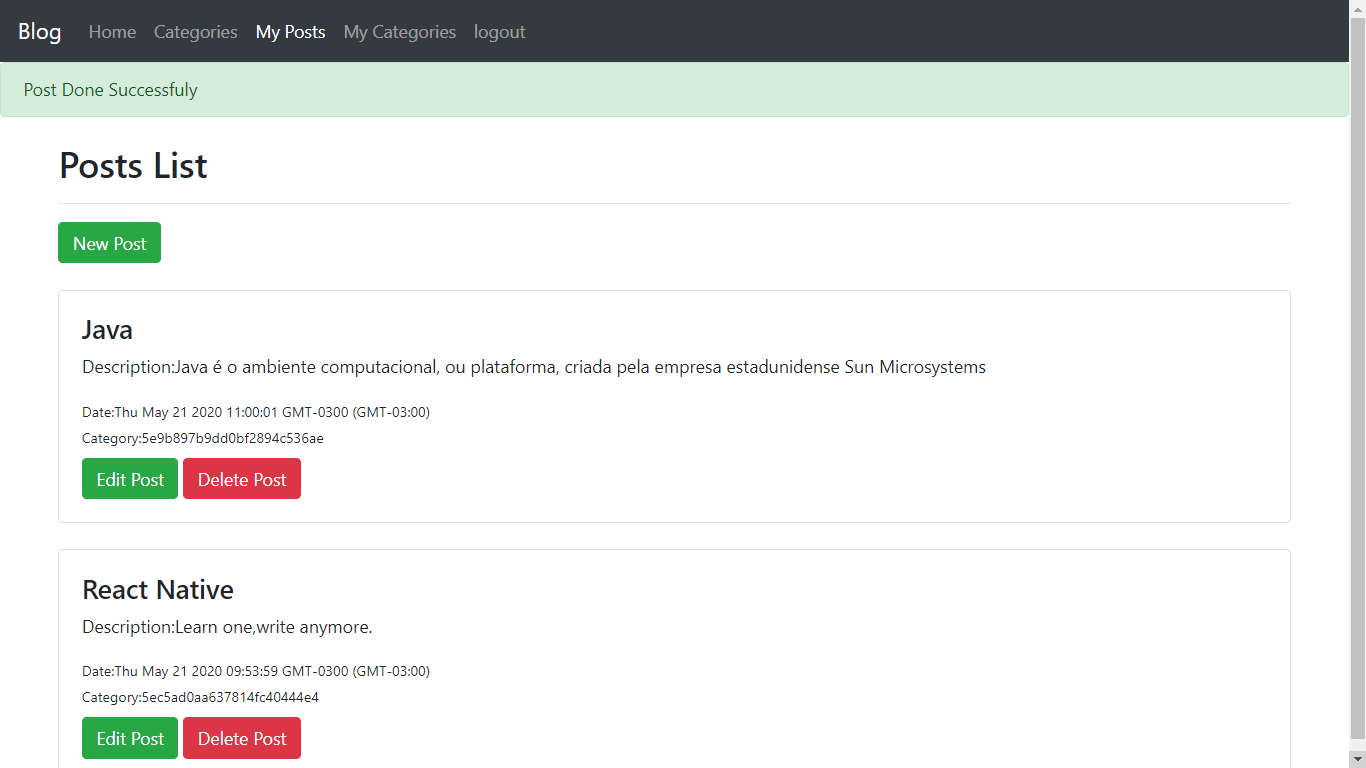 Blog Home Categories My Posts My Categories logout
Post Done Successfuly
Posts List
New Post
Java
Description:Java é o ambiente computacional, ou plataforma, criada pela empresa estadunidense Sun Microsystems
Date:Thu May 21 2020 11:00:01 GMT-0300 (GMT-03:00)
Category:5e9b897b9dd0bf2894c536ae
Edit Post Delete Post
React Native
Description:Learn one,write anymore.
Date:Thu May 21 2020 09:53:59 GMT-0300 (GMT-03:00)
Category:5ec5ad0aa637814fc40444e4
Edit Post Delete Post